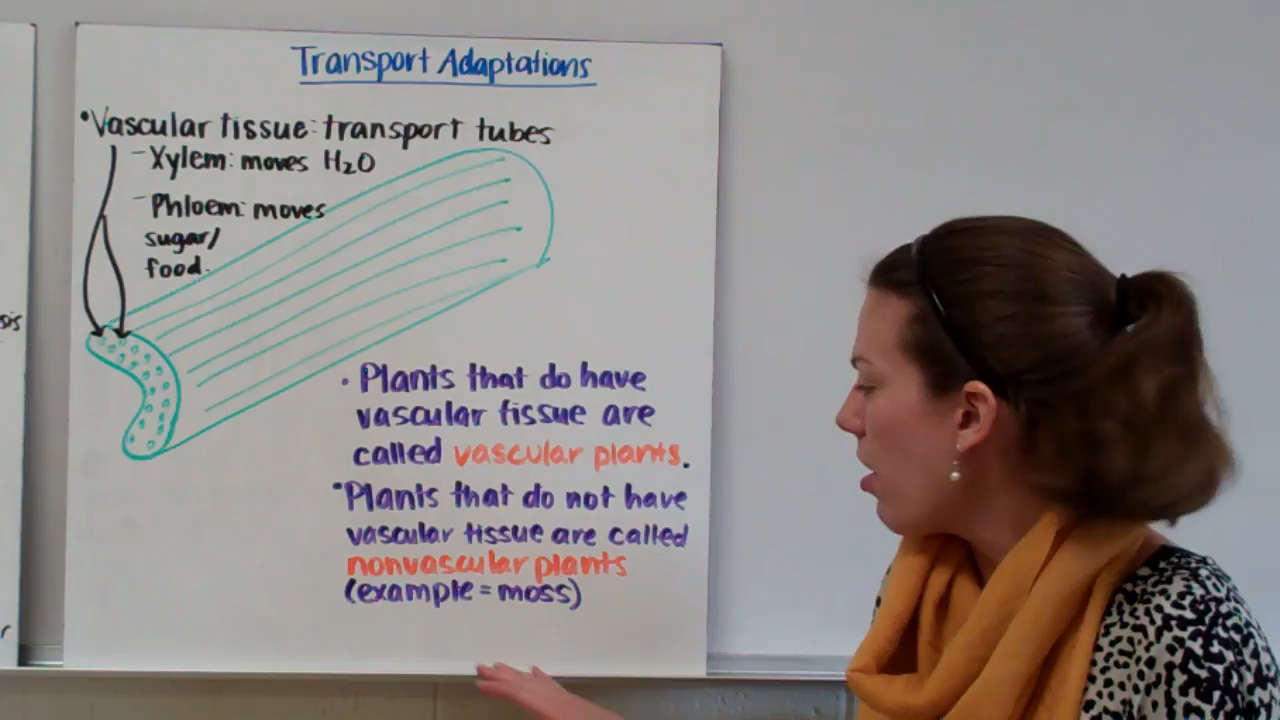 Transport Adaptations
•Vascular tissue: transport tubes
-Xylem: moves H₂O
-Phloem: moves
sugar/
food.
• Plants that do have
vascular tissue are
called vascular plants.
•Plants that do not have
vascular tissue are called
nonvascular plants
(example = moss)